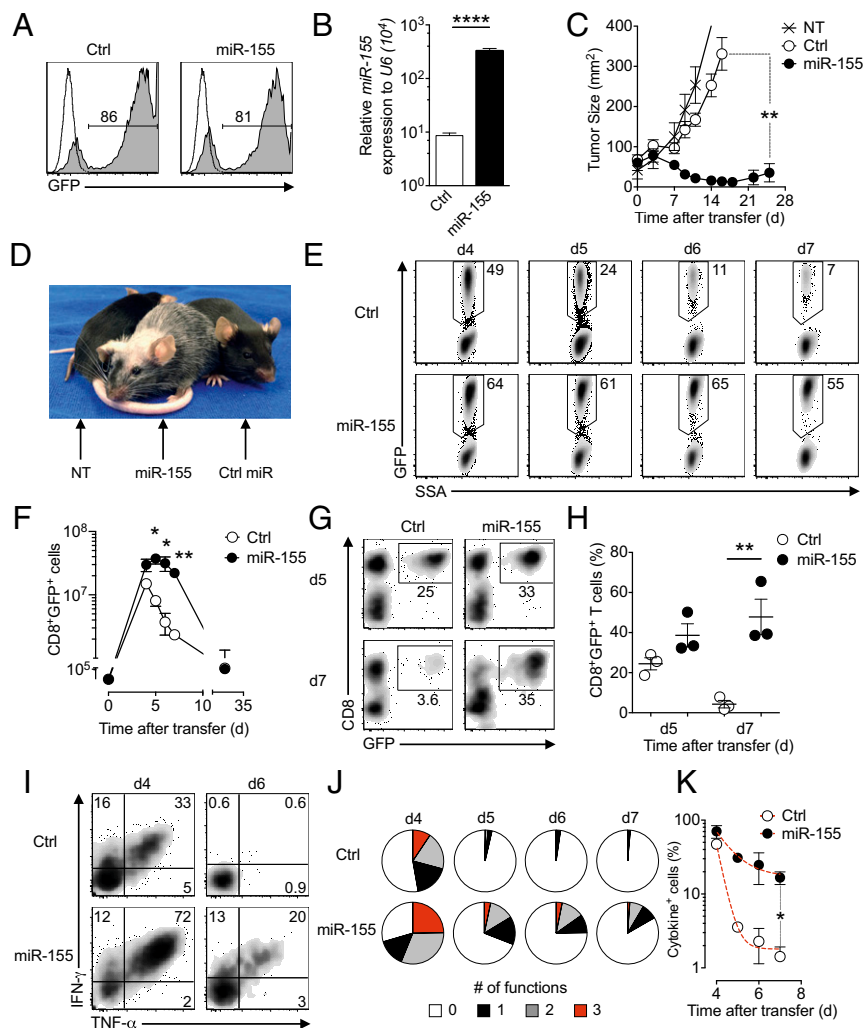 A
Ctrl
miR-155
86
81
GFP
B
Relative miR-155
expression to U6 (10⁴)
****
10³
10²
10¹
10⁰
Ctrl
miR-155
C
Tumor Size (mm²)
400
300
200
100
0
0 7 14 21 28
Time after transfer (d)
NT
Ctrl
miR-155
**
D
NT
miR-155
Ctrl miR
E
d4 d5 d6 d7
Ctrl
49 24 11 7
miR-155
64 61 65 55
GFP
SSA
F
CD8⁺GFP⁺ cells
10⁸
10⁷
10⁵
* * **
Ctrl
miR-155
0 5 10 35
Time after transfer (d)
G
Ctrl miR-155
d5
25 33
d7
3.6 35
CD8
GFP
H
CD8⁺GFP⁺ T cells (%)
80
60
40
20
0
**
Ctrl
miR-155
d5 d7
Time after transfer (d)
I
d4 d6
Ctrl
16 33 0.6 0.6
5 0.9
miR-155
12 72 13 20
2 3
IFN-γ
TNF-α
J
d4 d5 d6 d7
Ctrl
miR-155
# of functions
0 1 2 3
K
Ctrl
miR-155
Cytokine⁺ cells (%)
100
10
1
*
4 6 8
Time after transfer (d)